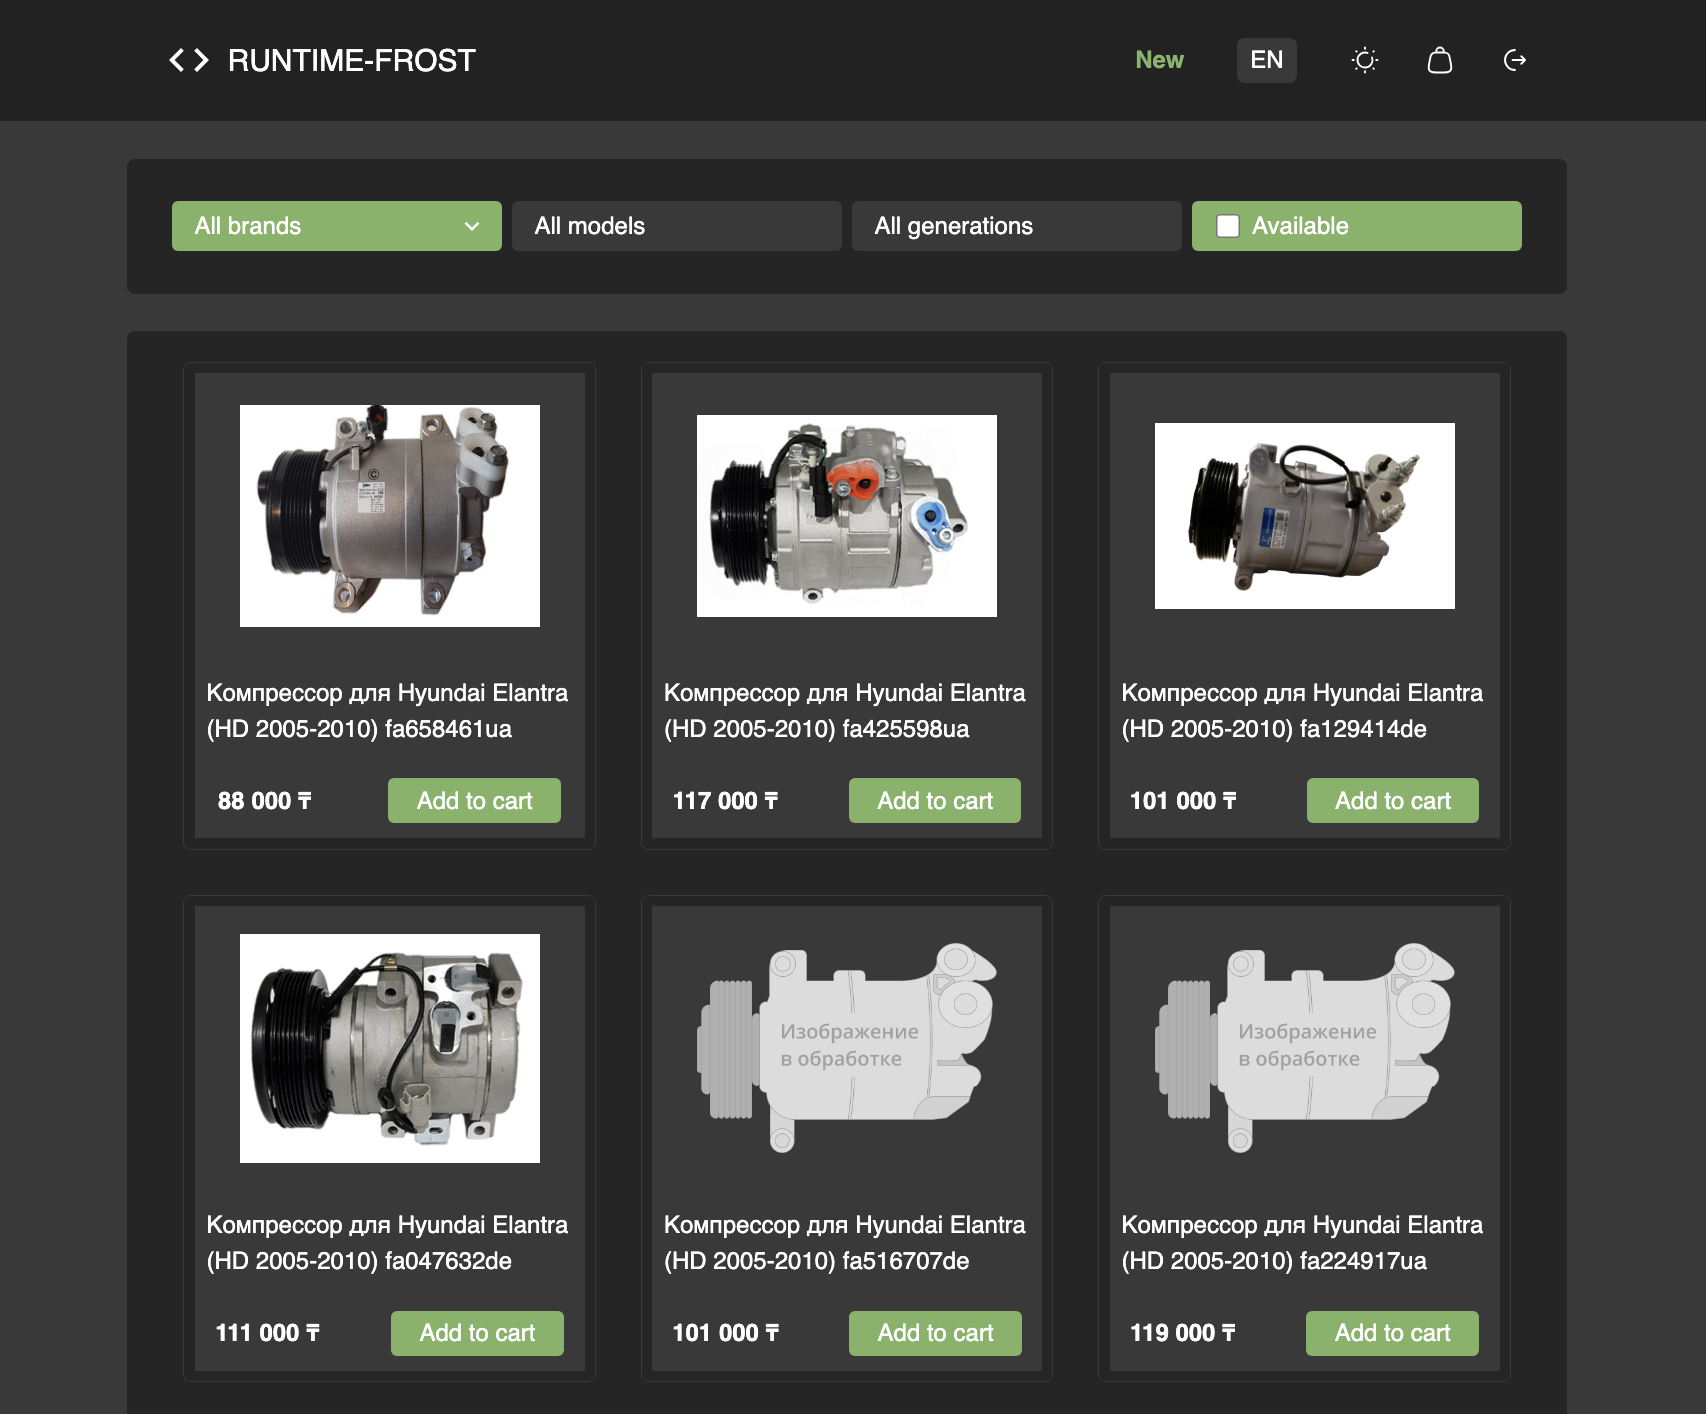 RUNTIME-FROST
New
EN
All brands
All models
All generations
Available
Компрессор для Hyundai Elantra
(HD 2005-2010) fa658461ua
88 000 ₸
Add to cart
Компрессор для Hyundai Elantra
(HD 2005-2010) fa425598ua
117 000 ₸
Add to cart
Компрессор для Hyundai Elantra
(HD 2005-2010) fa129414de
101 000 ₸
Add to cart
Компрессор для Hyundai Elantra
(HD 2005-2010) fa047632de
111 000 ₸
Add to cart
Изображение
в обработке
Компрессор для Hyundai Elantra
(HD 2005-2010) fa516707de
101 000 ₸
Add to cart
Изображение
в обработке
Компрессор для Hyundai Elantra
(HD 2005-2010) fa224917ua
119 000 ₸
Add to cart